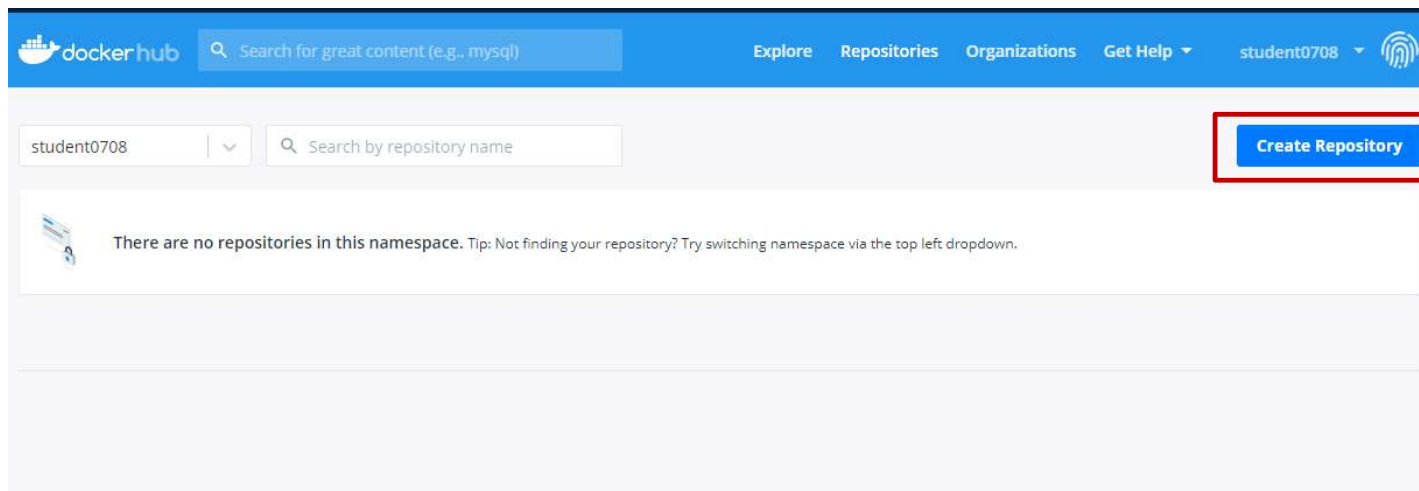 dockerhub Search for great content (e.g., mysql) Explore Repositories Organizations Get Help student0708
student0708 Search by repository name Create Repository
There are no repositories in this namespace. Tip: Not finding your repository? Try switching namespace via the top left dropdown.